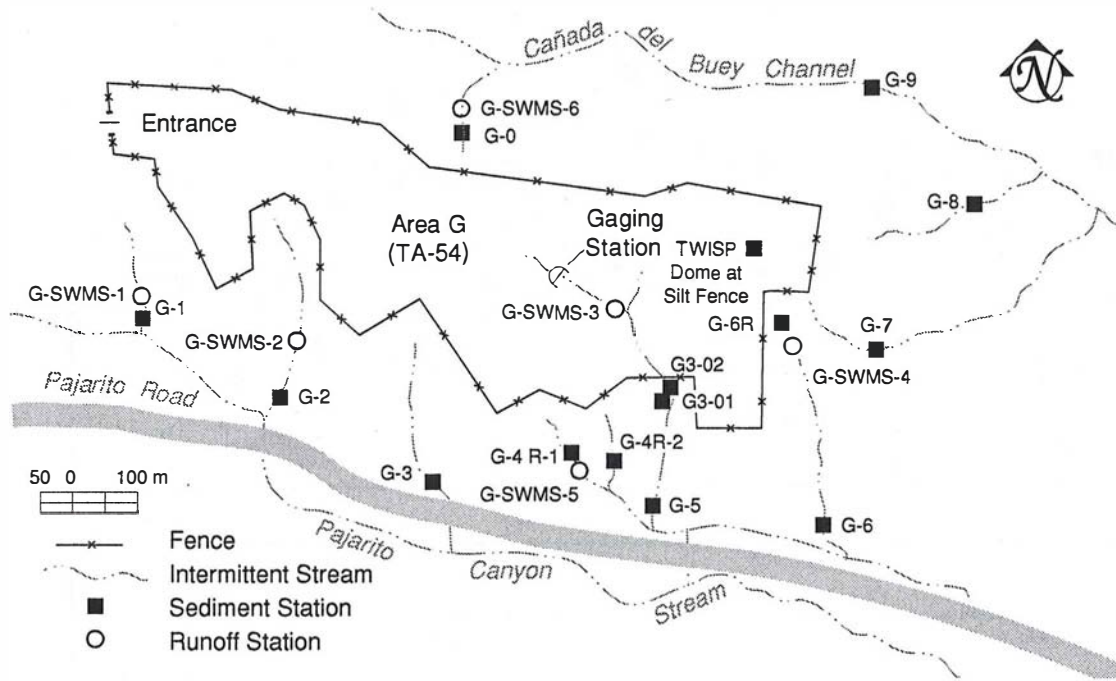 Cañada del Buey Channel
N
G-9
G-SWMS-6
G-0
Entrance
G-8
Area G
(TA-54)
Gaging
Station
TWISP
Dome at
Silt Fence
G-SWMS-1
G-1
G-SWMS-3
G-6R
G-7
G-SWMS-2
G-SWMS-4
G3-02
G3-01
Pajarito Road
G-2
G-4R-2
G-4 R-1
G-3
G-SWMS-5
G-5
G-6
50 0 100 m
Pajarito Canyon Stream
Fence
Intermittent Stream
Sediment Station
Runoff Station